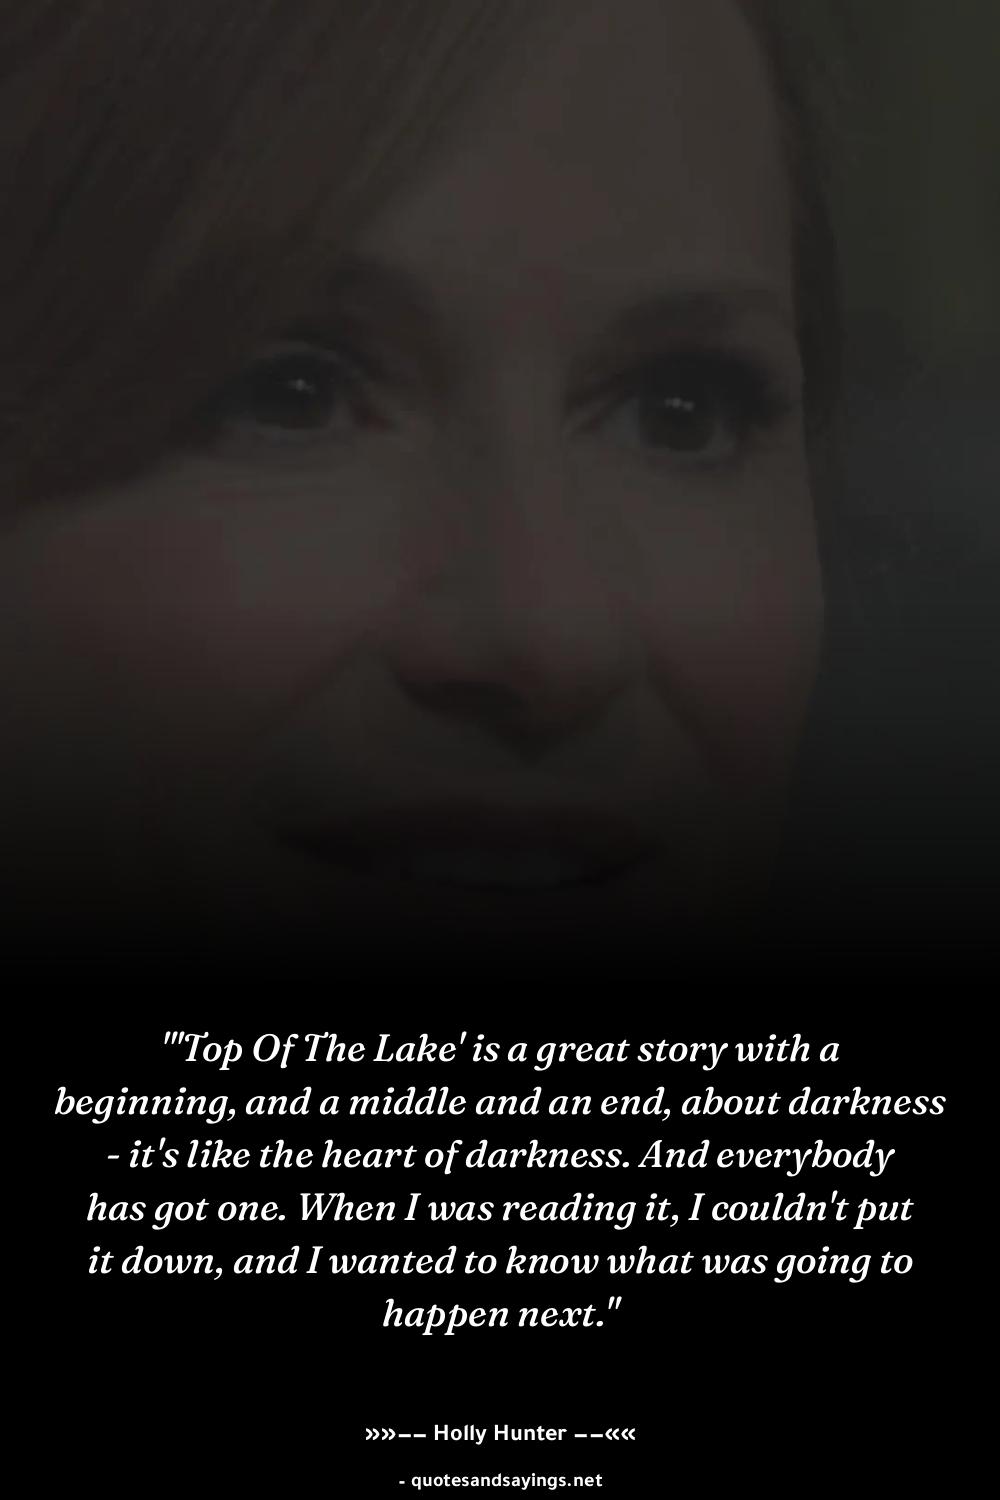 "'Top Of The Lake' is a great story with a
beginning, and a middle and an end, about darkness
- it's like the heart of darkness. And everybody
has got one. When I was reading it, I couldn't put
it down, and I wanted to know what was going to
happen next."
»»−− Holly Hunter −−««
- quotesandsayings.net